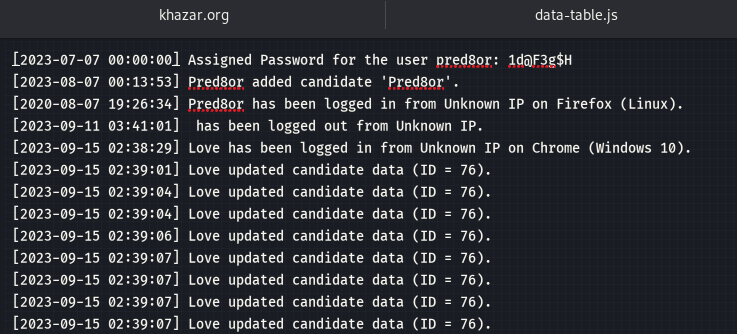 khazar.org
data-table.js
[2023-07-07 00:00:00] Assigned Password for the user pred8or: 1d@F3g$H
[2023-08-07 00:13:53] Pred8or added candidate 'Pred8or'.
[2020-08-07 19:26:34] Pred8or has been logged in from Unknown IP on Firefox (Linux).
[2023-09-11 03:41:01]  has been logged out from Unknown IP.
[2023-09-15 02:38:29] Love has been logged in from Unknown IP on Chrome (Windows 10).
[2023-09-15 02:39:01] Love updated candidate data (ID = 76).
[2023-09-15 02:39:04] Love updated candidate data (ID = 76).
[2023-09-15 02:39:04] Love updated candidate data (ID = 76).
[2023-09-15 02:39:06] Love updated candidate data (ID = 76).
[2023-09-15 02:39:07] Love updated candidate data (ID = 76).
[2023-09-15 02:39:07] Love updated candidate data (ID = 76).
[2023-09-15 02:39:07] Love updated candidate data (ID = 76).
[2023-09-15 02:39:07] Love updated candidate data (ID = 76).